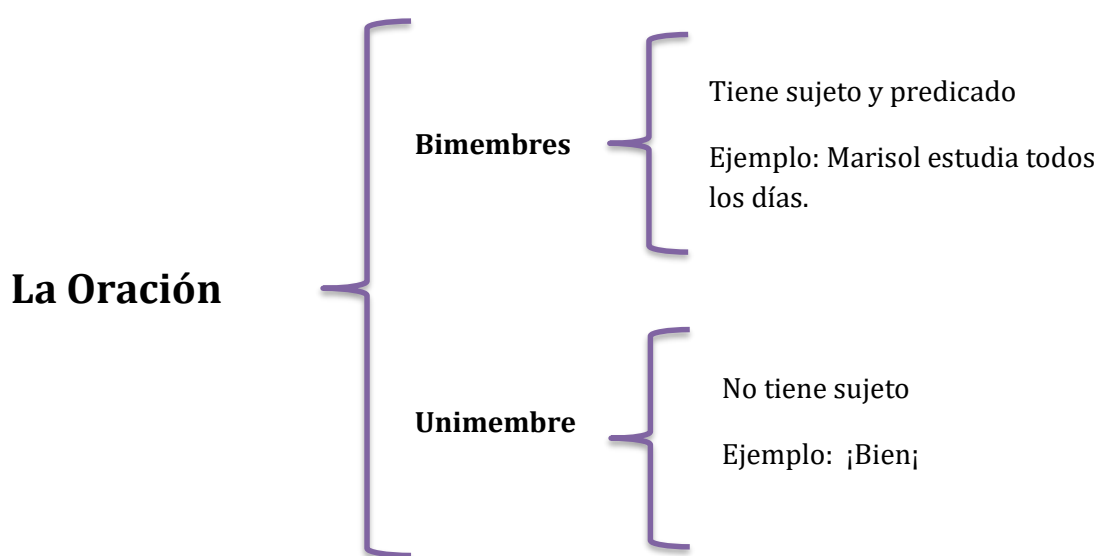 La Oración
Bimembres
Tiene sujeto y predicado
Ejemplo: Marisol estudia todos
los días.
Unimembre
No tiene sujeto
Ejemplo: ¡Bien¡